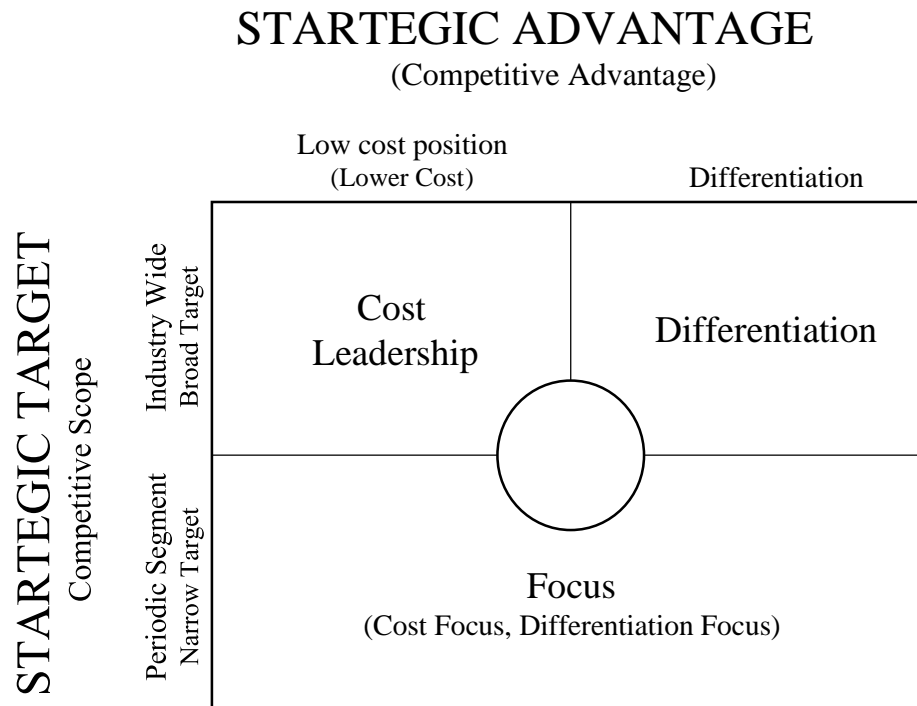 STARTEGIC ADVANTAGE
(Competitive Advantage)
Low cost position
(Lower Cost)
Differentiation
STARTEGIC TARGET
Competitive Scope
Industry Wide
Broad Target
Cost
Leadership
Differentiation
Periodic Segment
Narrow Target
Focus
(Cost Focus, Differentiation Focus)